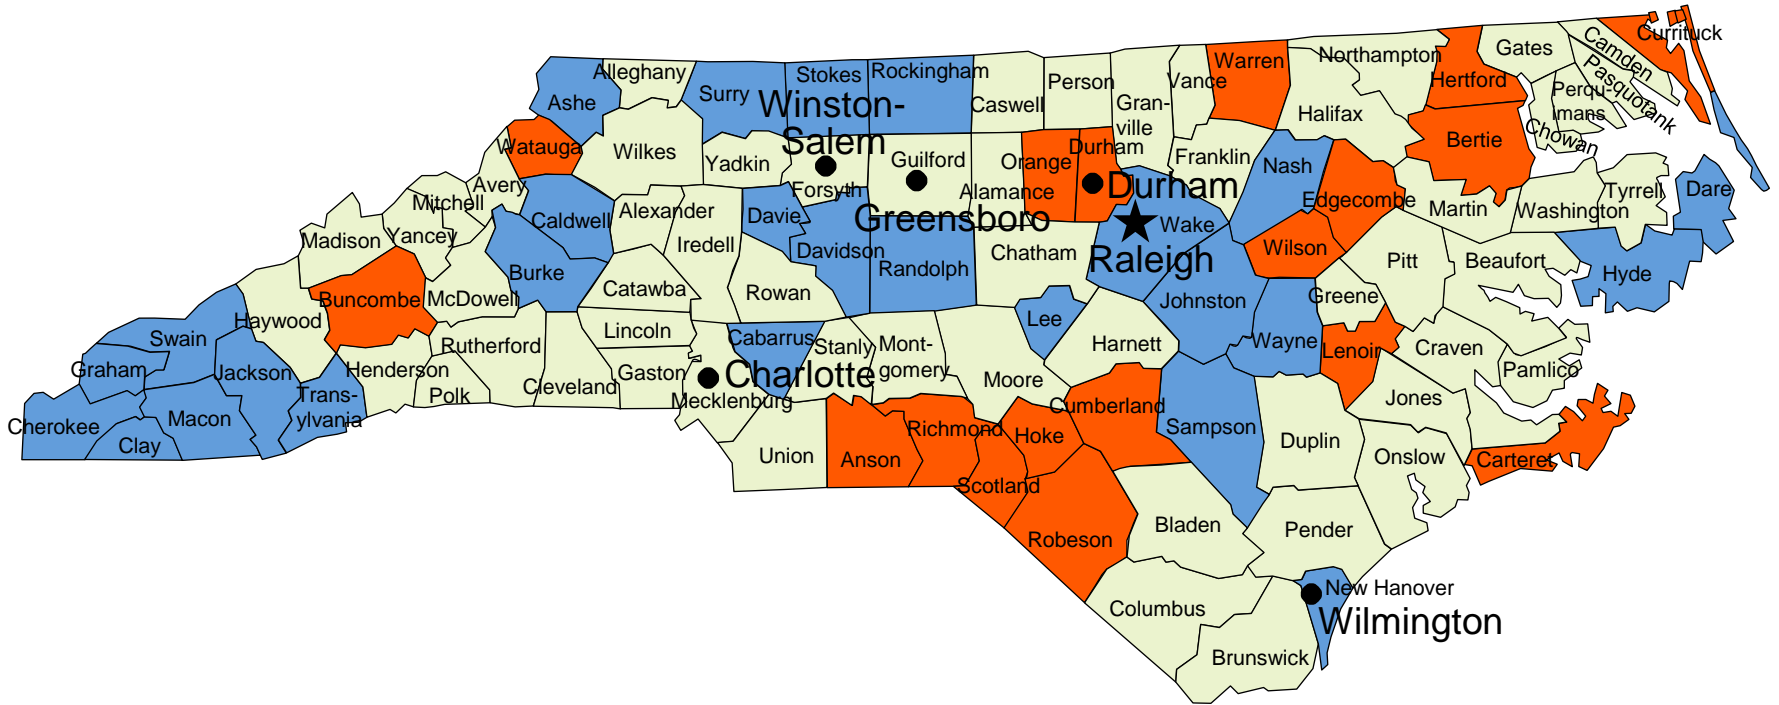 Alleghany
Ashe
Surry
Stokes
Rockingham
Caswell
Person
Gran-
ville
Vance
Warren
Northampton
Halifax
Hertford
Gates
Camden
Currituck
Pasquotank
Perqu-
imans
Chowan
Bertie
Watauga
Wilkes
Yadkin
Winston-
Salem
Forsyth
Guilford
Greensboro
Alamance
Orange
Durham
Durham
Franklin
Nash
Edgecombe
Martin
Washington
Tyrrell
Dare
Avery
Mitchell
Yancey
Madison
Caldwell
Alexander
Iredell
Davie
Davidson
Randolph
Chatham
Wake
Raleigh
Wilson
Pitt
Beaufort
Hyde
Buncombe
McDowell
Burke
Catawba
Rowan
Lee
Johnston
Greene
Haywood
Swain
Graham
Jackson
Cherokee
Macon
Clay
Trans-
ylvania
Henderson
Polk
Rutherford
Cleveland
Lincoln
Gaston
Charlotte
Mecklenburg
Cabarrus
Stanly
Mont-
gomery
Moore
Harnett
Wayne
Lenoir
Craven
Pamlico
Jones
Carteret
Union
Anson
Richmond
Scotland
Hoke
Cumberland
Sampson
Duplin
Onslow
Robeson
Bladen
Pender
Columbus
Brunswick
New Hanover
Wilmington